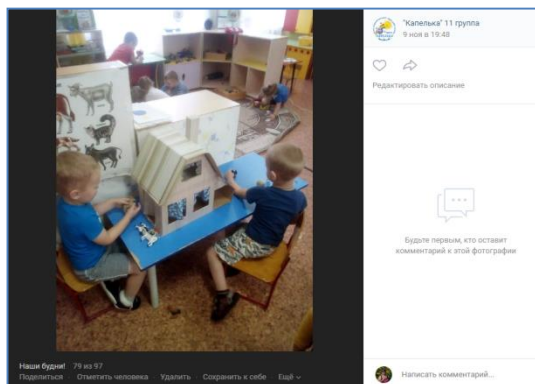 "Капелька" 11 группа
9 ноя в 19:48
Редактировать описание
Будьте первым, кто оставит
комментарий к этой фотографии
Наши будни! 79 из 97
Поделиться Отметить человека Удалить Сохранить к себе Ещё
Написать комментарий...